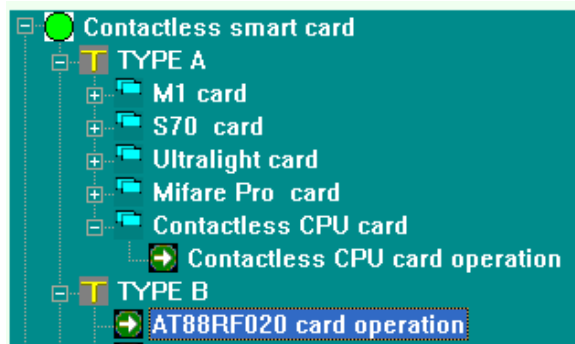 Contactless smart card
TYPE A
M1 card
S70 card
Ultralight card
Mifare Pro card
Contactless CPU card
Contactless CPU card operation
TYPE B
AT88RF020 card operation